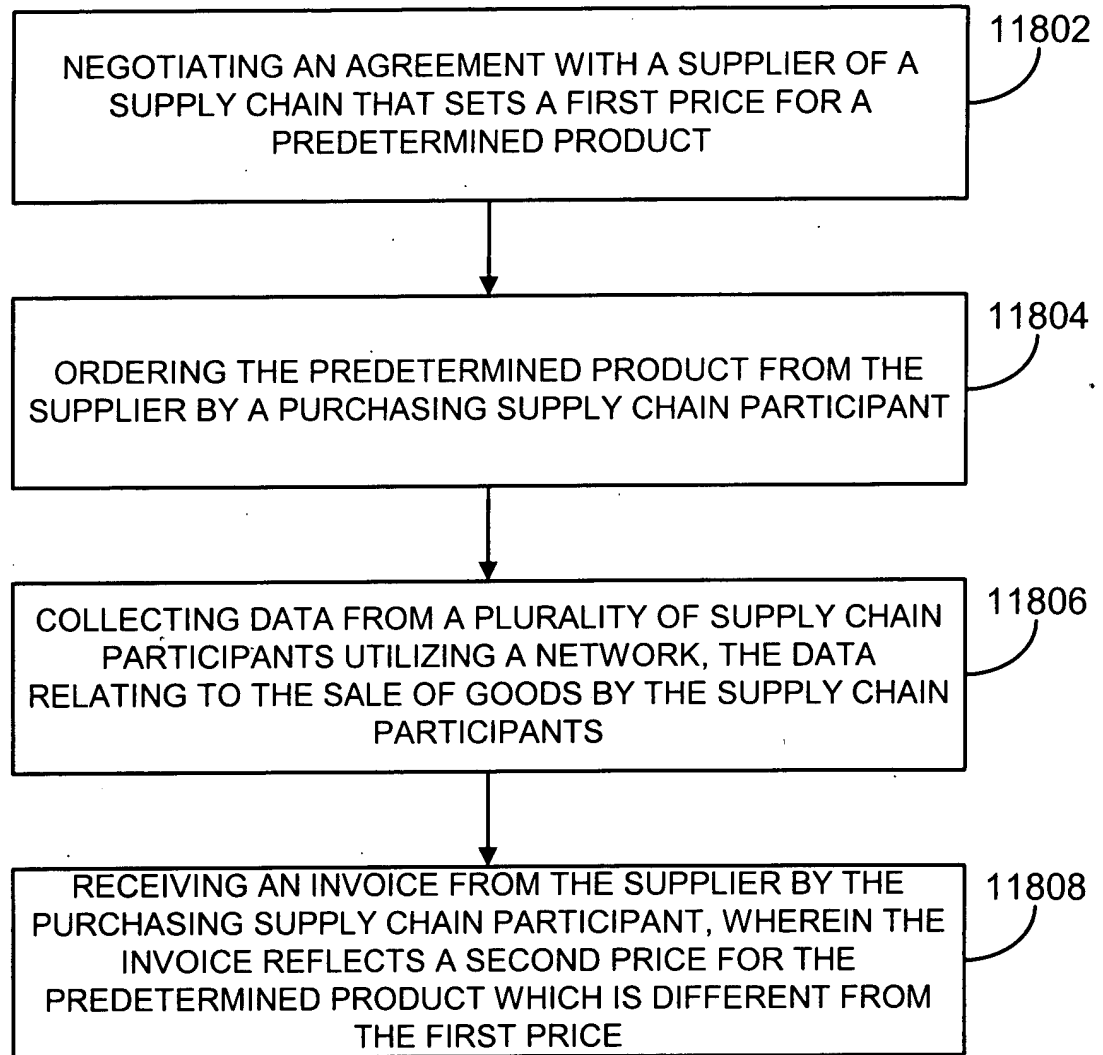 11802
NEGOTIATING AN AGREEMENT WITH A SUPPLIER OF A
SUPPLY CHAIN THAT SETS A FIRST PRICE FOR A
PREDETERMINED PRODUCT
11804
ORDERING THE PREDETERMINED PRODUCT FROM THE
SUPPLIER BY A PURCHASING SUPPLY CHAIN PARTICIPANT
11806
COLLECTING DATA FROM A PLURALITY OF SUPPLY CHAIN
PARTICIPANTS UTILIZING A NETWORK, THE DATA
RELATING TO THE SALE OF GOODS BY THE SUPPLY CHAIN
PARTICIPANTS
11808
RECEIVING AN INVOICE FROM THE SUPPLIER BY THE
PURCHASING SUPPLY CHAIN PARTICIPANT, WHEREIN THE
INVOICE REFLECTS A SECOND PRICE FOR THE
PREDETERMINED PRODUCT WHICH IS DIFFERENT FROM
THE FIRST PRICE